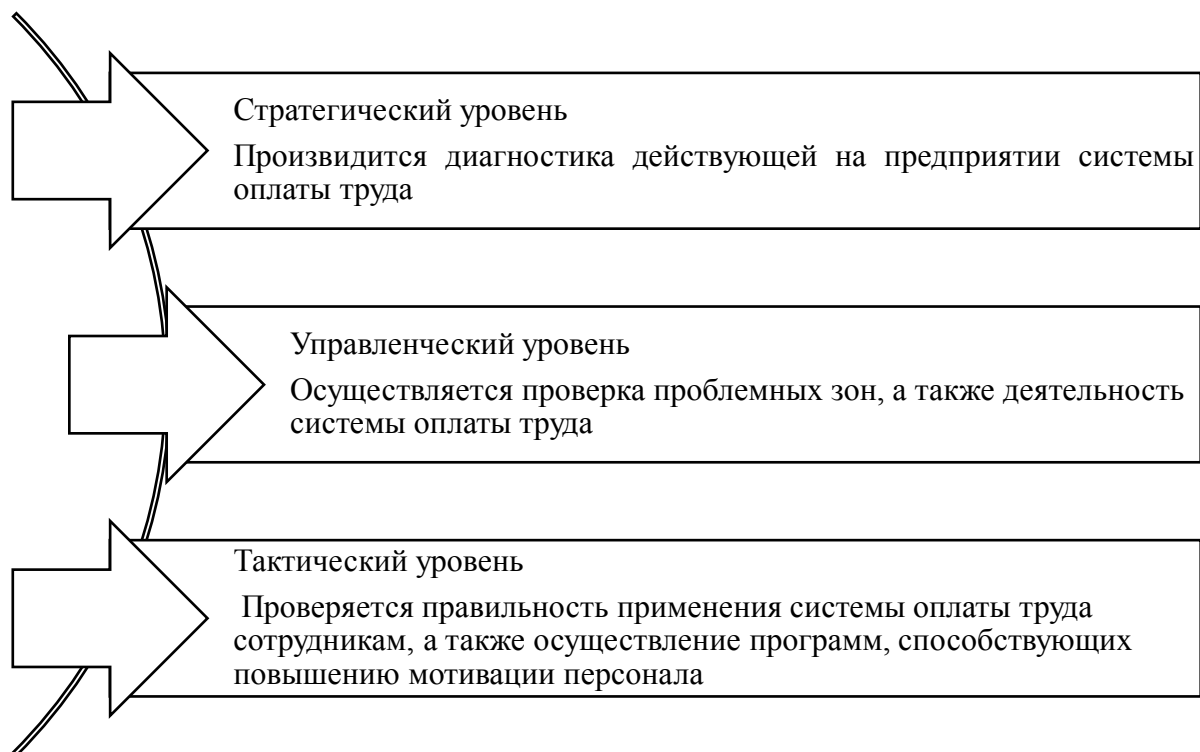 Стратегический уровень
Произвидится диагностика действующей на предприятии системы
оплаты труда
Управленческий уровень
Осуществляется проверка проблемных зон, а также деятельность
системы оплаты труда
Тактический уровень
Проверяется правильность применения системы оплаты труда
сотрудникам, а также осуществление программ, способствующих
повышению мотивации персонала